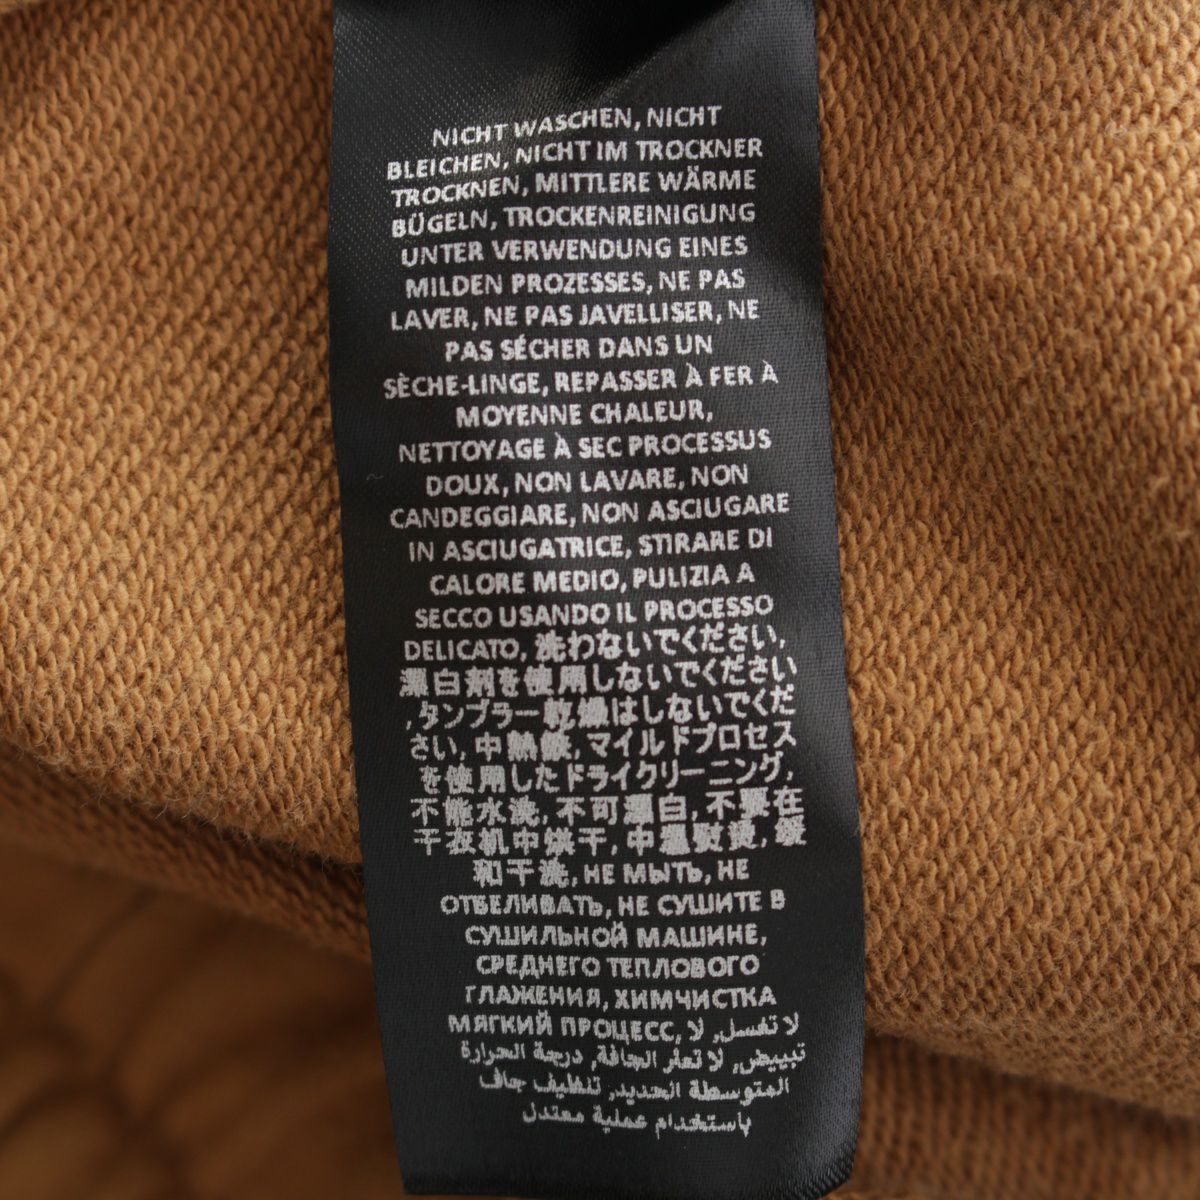 NICHT WASCHEN, NICHT
BLEICHEN, NICHT IM TROCKNER
TROCKNEN, MITTLERE WÄRME
BÜGELN, TROCKENREINIGUNG
UNTER VERWENDUNG EINES
MILDEN PROZESSES, NE PAS
LAVER, NE PAS JAVELLISER, NE
PAS SÉCHER DANS UN
SÈCHE-LINGE, REPASSER À FER À
MOYENNE CHALEUR,
NETTOYAGE À SEC PROCESSUS
DOUX, NON LAVARE, NON
CANDEGGIARE, NON ASCIUGARE
IN ASCIUGATRICE, STIRARE DI
CALORE MEDIO, PULIZIA A
SECCO USANDO IL PROCESSO
DELICATO, 洗わないでください,
漂白剤を使用しないでください
,タンブラー乾燥はしないでくだ
さい, 中熱鉄, マイルドプロセス
を使用したドライクリーニング,
不能水洗, 不可漂白, 不要在
干衣机中烘干, 中温熨烫, 缓
和干洗, НЕ МЫТЬ, НЕ
ОТБЕЛИВАТЬ, НЕ СУШИТЕ В
СУШИЛЬНОЙ МАШИНЕ,
СРЕДНЕГО ТЕПЛОВОГО
ГЛАЖЕНИЯ, ХИМЧИСТКА
МЯГКИЙ ПРОЦЕСС, لا تغسل, لا
تبييض, لا تعثر الجافة, درجة الحرارة
المتوسطة الحديد, تنظيف جاف
باستخدام عملية معتدل